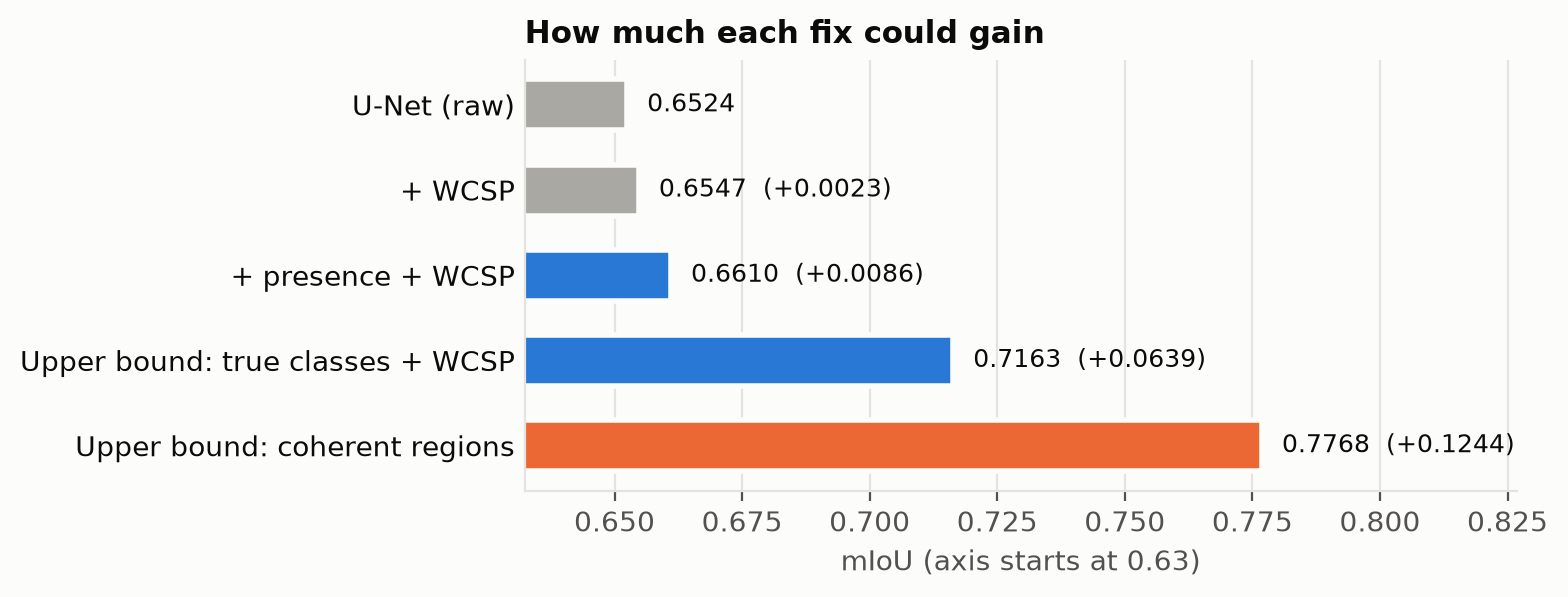 How much each fix could gain
U-Net (raw) 0.6524
+ WCSP 0.6547 (+0.0023)
+ presence + WCSP 0.6610 (+0.0086)
Upper bound: true classes + WCSP 0.7163 (+0.0639)
Upper bound: coherent regions 0.7768 (+0.1244)
0.650 0.675 0.700 0.725 0.750 0.775 0.800 0.825
mIoU (axis starts at 0.63)